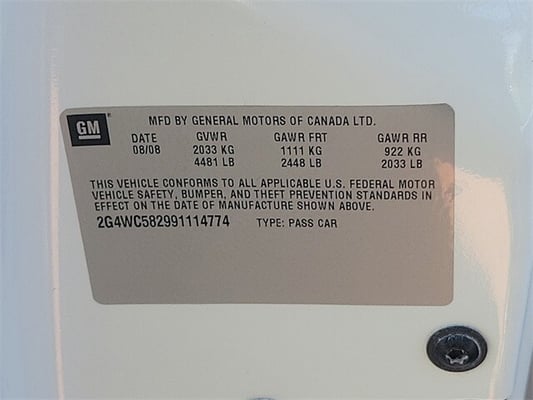 GM
MFD BY GENERAL MOTORS OF CANADA LTD.
DATE GVWR GAWR FRT GAWR RR
08/08 2033 KG 1111 KG 922 KG
4481 LB 2448 LB 2033 LB
THIS VEHICLE CONFORMS TO ALL APPLICABLE U.S. FEDERAL MOTOR
VEHICLE SAFETY, BUMPER, AND THEFT PREVENTION STANDARDS IN
EFFECT ON THE DATE OF MANUFACTURE SHOWN ABOVE.
2G4WC582991114774 TYPE: PASS CAR